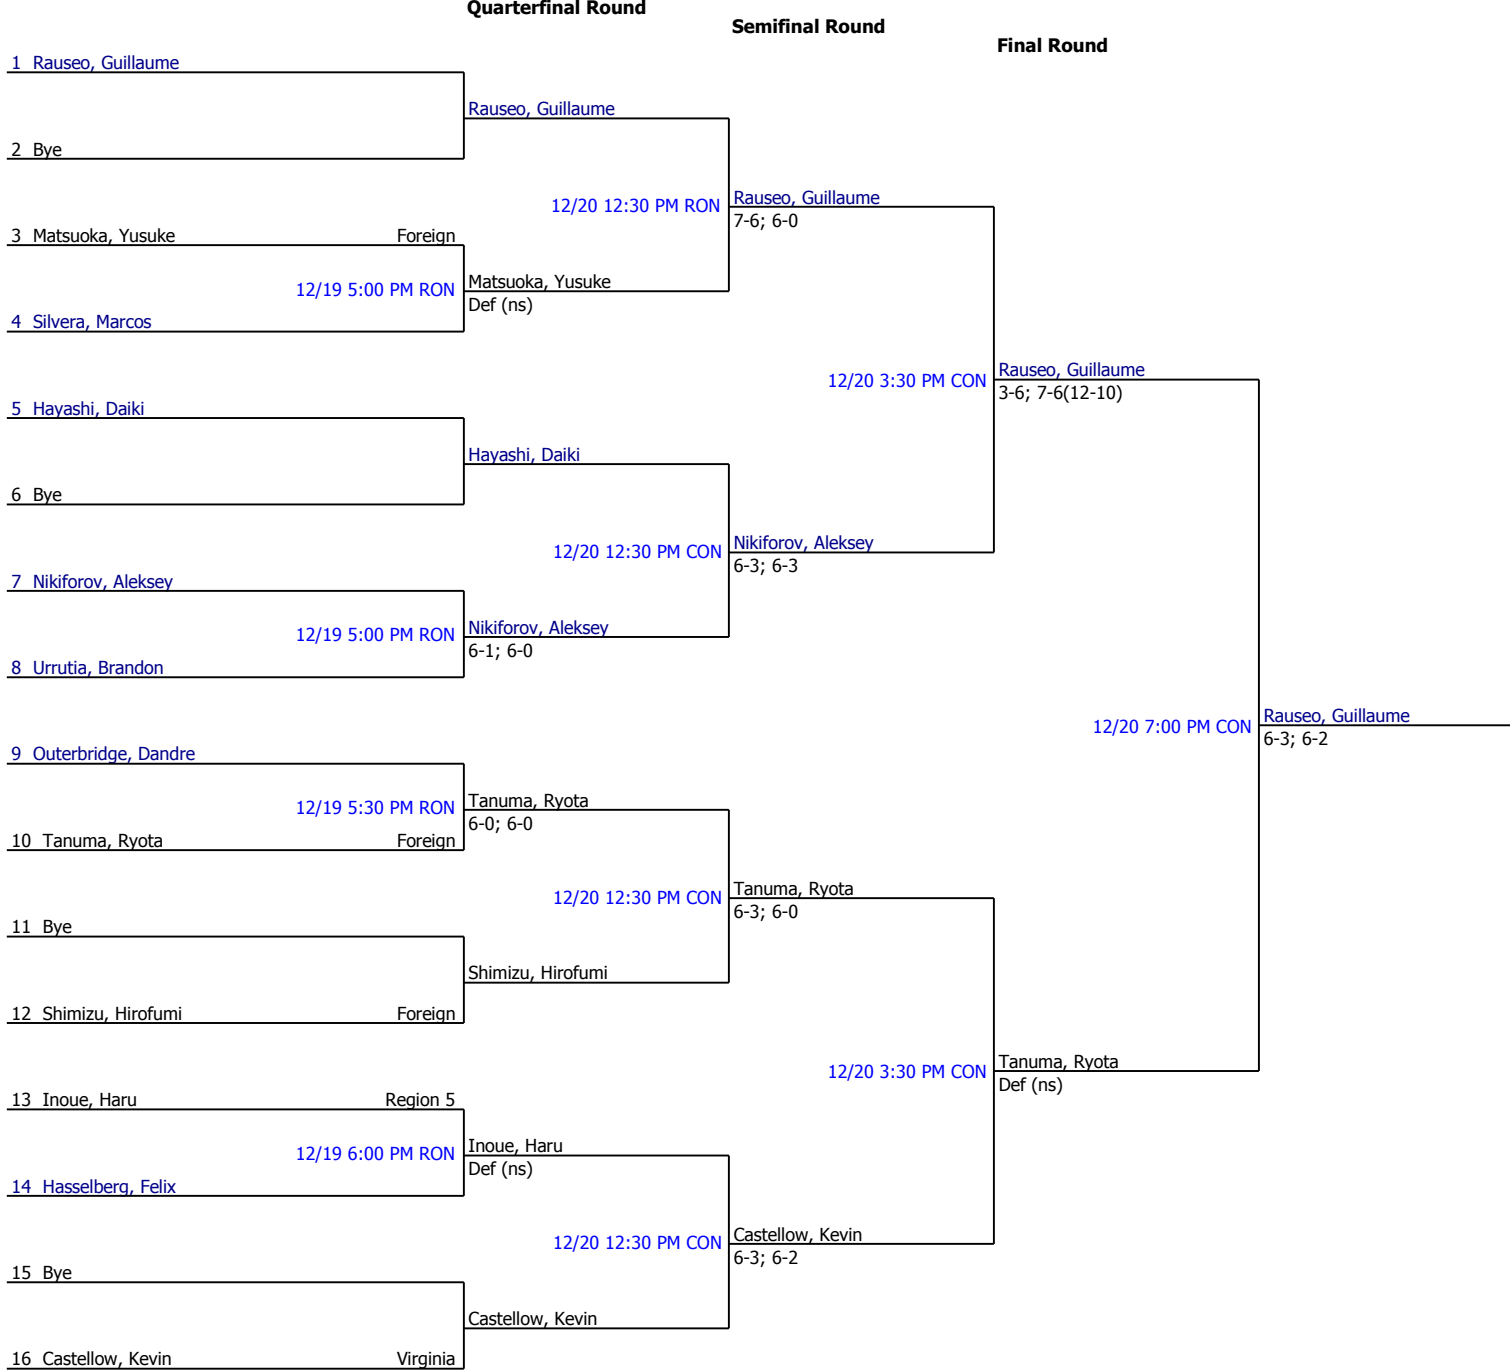 Quarterfinal Round
Semifinal Round
Final Round
1 Rauseo, Guillaume
Rauseo, Guillaume
2 Bye
12/20 12:30 PM RON
Rauseo, Guillaume
7-6; 6-0
3 Matsuoka, Yusuke Foreign
12/19 5:00 PM RON
Matsuoka, Yusuke
Def (ns)
4 Silvera, Marcos
12/20 3:30 PM CON
Rauseo, Guillaume
3-6; 7-6(12-10)
5 Hayashi, Daiki
Hayashi, Daiki
6 Bye
12/20 12:30 PM CON
Nikiforov, Aleksey
6-3; 6-3
7 Nikiforov, Aleksey
12/19 5:00 PM RON
Nikiforov, Aleksey
6-1; 6-0
8 Urrutia, Brandon
12/20 7:00 PM CON
Rauseo, Guillaume
6-3; 6-2
9 Outerbridge, Dandre
12/19 5:30 PM RON
Tanuma, Ryota
6-0; 6-0
10 Tanuma, Ryota Foreign
12/20 12:30 PM CON
Tanuma, Ryota
6-3; 6-0
11 Bye
Shimizu, Hirofumi
12 Shimizu, Hirofumi Foreign
12/20 3:30 PM CON
Tanuma, Ryota
Def (ns)
13 Inoue, Haru Region 5
12/19 6:00 PM RON
Inoue, Haru
Def (ns)
14 Hasselberg, Felix
12/20 12:30 PM CON
Castellow, Kevin
6-3; 6-2
15 Bye
Castellow, Kevin
16 Castellow, Kevin Virginia